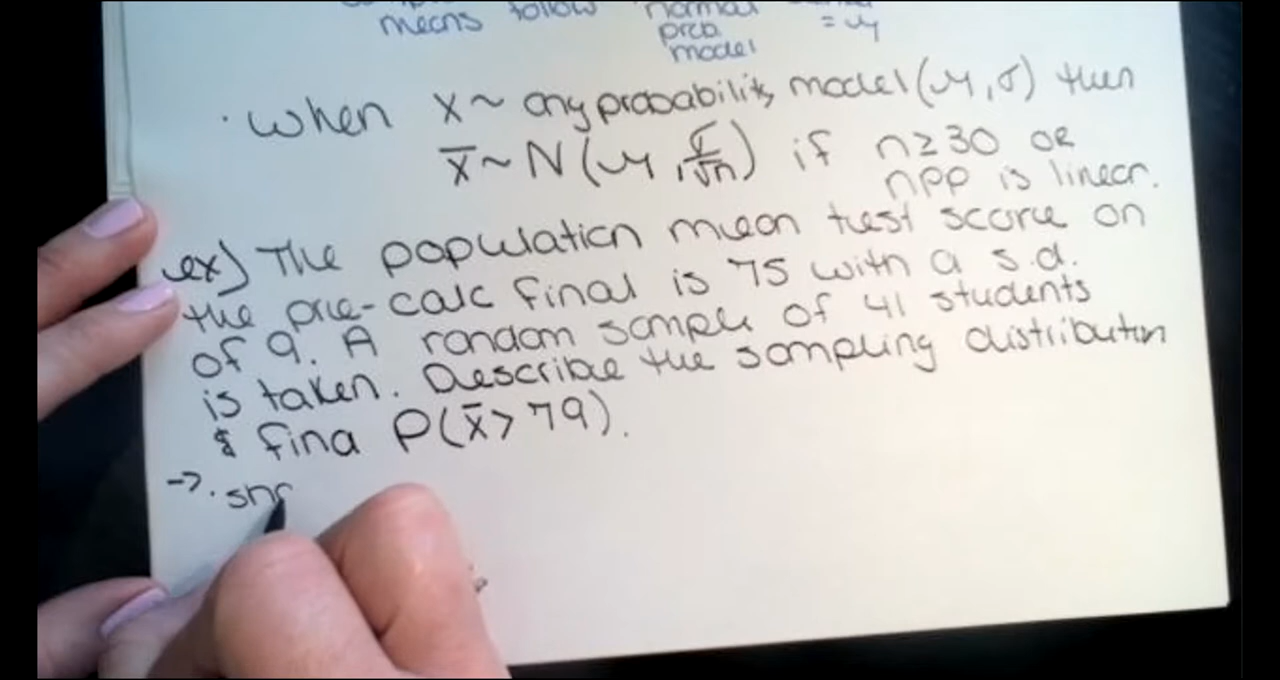 means follow normal
prob. = μ
model
· When x ~ any probability model (μ, σ) then
x̄ ~ N(μ, σ/√n) if n ≥ 30 or
npp is linear.
ex) The population mean test score on
the pre-calc final is 75 with a s.d.
of 9. A random sample of 41 students
is taken. Describe the sampling distribution
& find P(x̄ > 79).
-> · sha